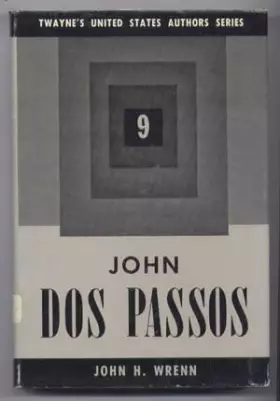 TWAYNE'S UNITED STATES AUTHORS SERIES
9
JOHN
DOS PASSOS
JOHN H. WRENN